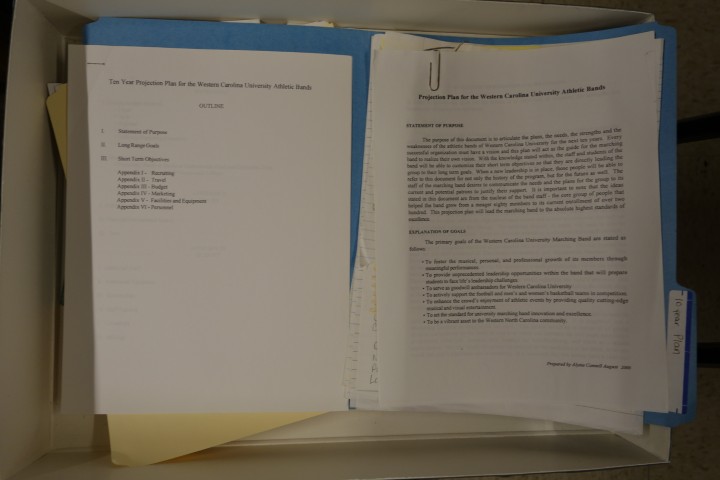 Ten Year Projection Plan for the Western Carolina University Athletic Bands
OUTLINE
I. Statement of Purpose
II. Long Range Goals
III. Short Term Objectives
Appendix I - Recruiting
Appendix II - Travel
Appendix III - Budget
Appendix IV - Marketing
Appendix V - Facilities and Equipment
Appendix VI - Personnel
Projection Plan for the Western Carolina University Athletic Bands
STATEMENT OF PURPOSE
The purpose of this document is to articulate the plans, the needs, the strengths and the
weaknesses of the athletic bands of Western Carolina University for the next ten years. Every
successful organization must have a vision and this plan will act as the guide for the marching
band to realize their own vision. With the knowledge stated within, the staff and students of the
band will be able to customize their short term objectives so that they are directly feeding the
group in their long term goals. When a new leadership is in place, these people will be able to
refer to this document for not only the history of the program, but for the future as well. The
staff of the marching band desires to communicate the needs and the plans for the group to its
current and potential patrons to justify their support. It is important to note that the ideas
stated in this document are from the nucleus of the band staff - the core group of people that
helped the band grow from a meager eighty members to its current enrollment of over two
hundred. This projection plan will lead the marching band to the absolute highest standards of
excellence.
EXPLANATION OF GOALS
The primary goals of the Western Carolina University Marching Band are stated as
follows:
• To foster the musical, personal, and professional growth of its members through
meaningful performances
• To provide unprecedented leadership opportunities within the band that will prepare
students to face life's leadership challenges
• To serve as goodwill ambassadors for Western Carolina University
• To actively support the football and men's and women's basketball teams in competitions
• To enhance the crowd's enjoyment of athletic events by providing quality cutting-edge
musical and visual entertainment
• To set the standard for university marching band innovation and excellence.
• To be a vibrant asset to the Western North Carolina community.
Prepared by August 2000
10 year Plan